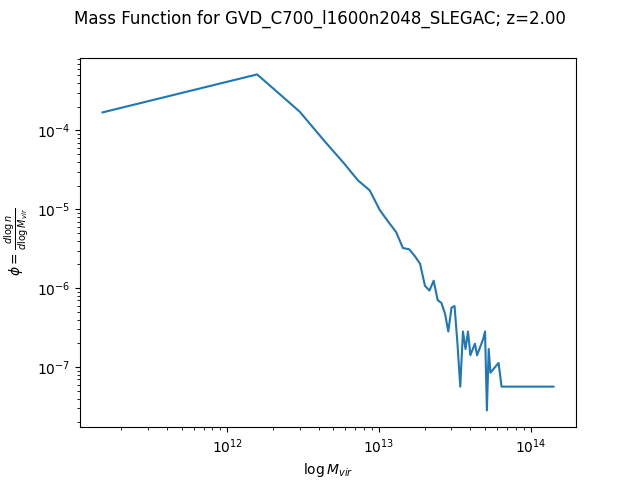 Mass Function for GVD_C700_l1600n2048_SLEGAC; z=2.00
10⁻⁴
10⁻⁵
10⁻⁶
10⁻⁷
ϕ = d log n / d log M_vir
10¹² 10¹³ 10¹⁴
log M_vir